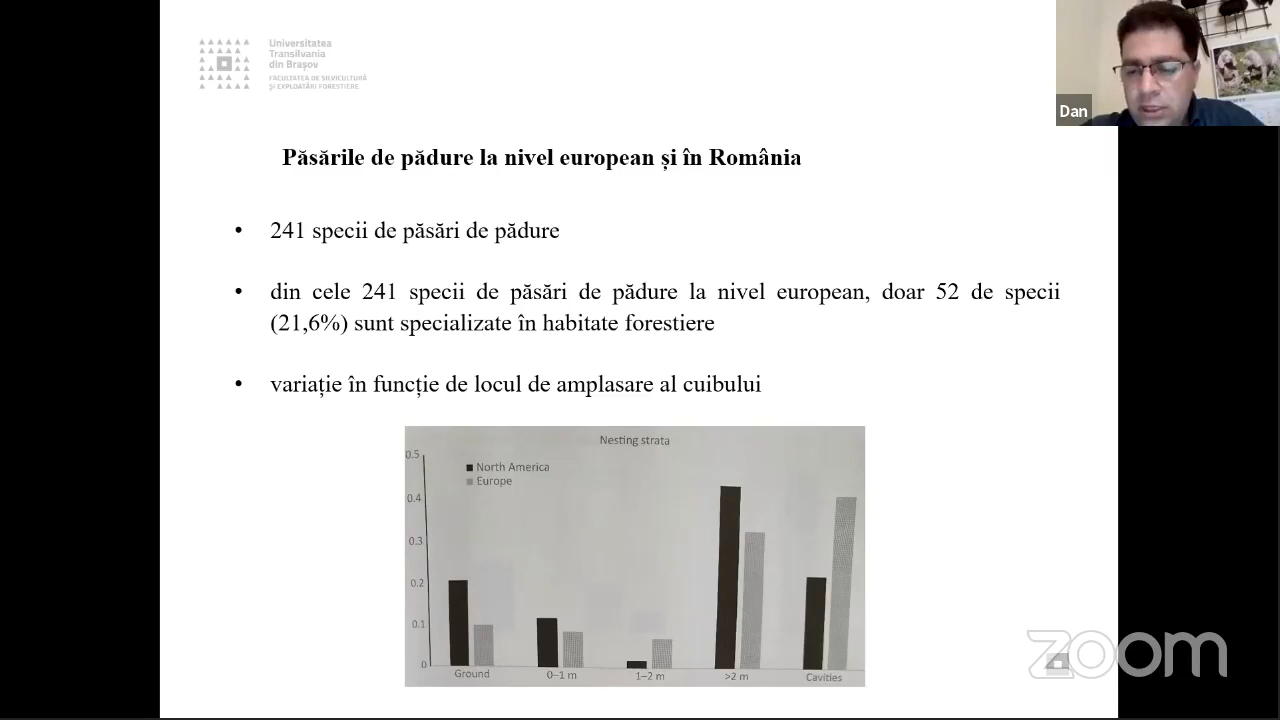 Universitatea
Transilvania
din Brașov
FACULTATEA DE SILVICULTURĂ
ȘI EXPLOATĂRI FORESTIERE
Dan
Păsările de pădure la nivel european și în România
• 241 specii de păsări de pădure
• din cele 241 specii de păsări de pădure la nivel european, doar 52 de specii
(21,6%) sunt specializate în habitate forestiere
• variație în funcție de locul de amplasare al cuibului
Nesting strata
North America
Europe
0.5
0.4
0.3
0.2
0.1
0
Ground 0–1 m 1–2 m >2 m Cavities
zoom